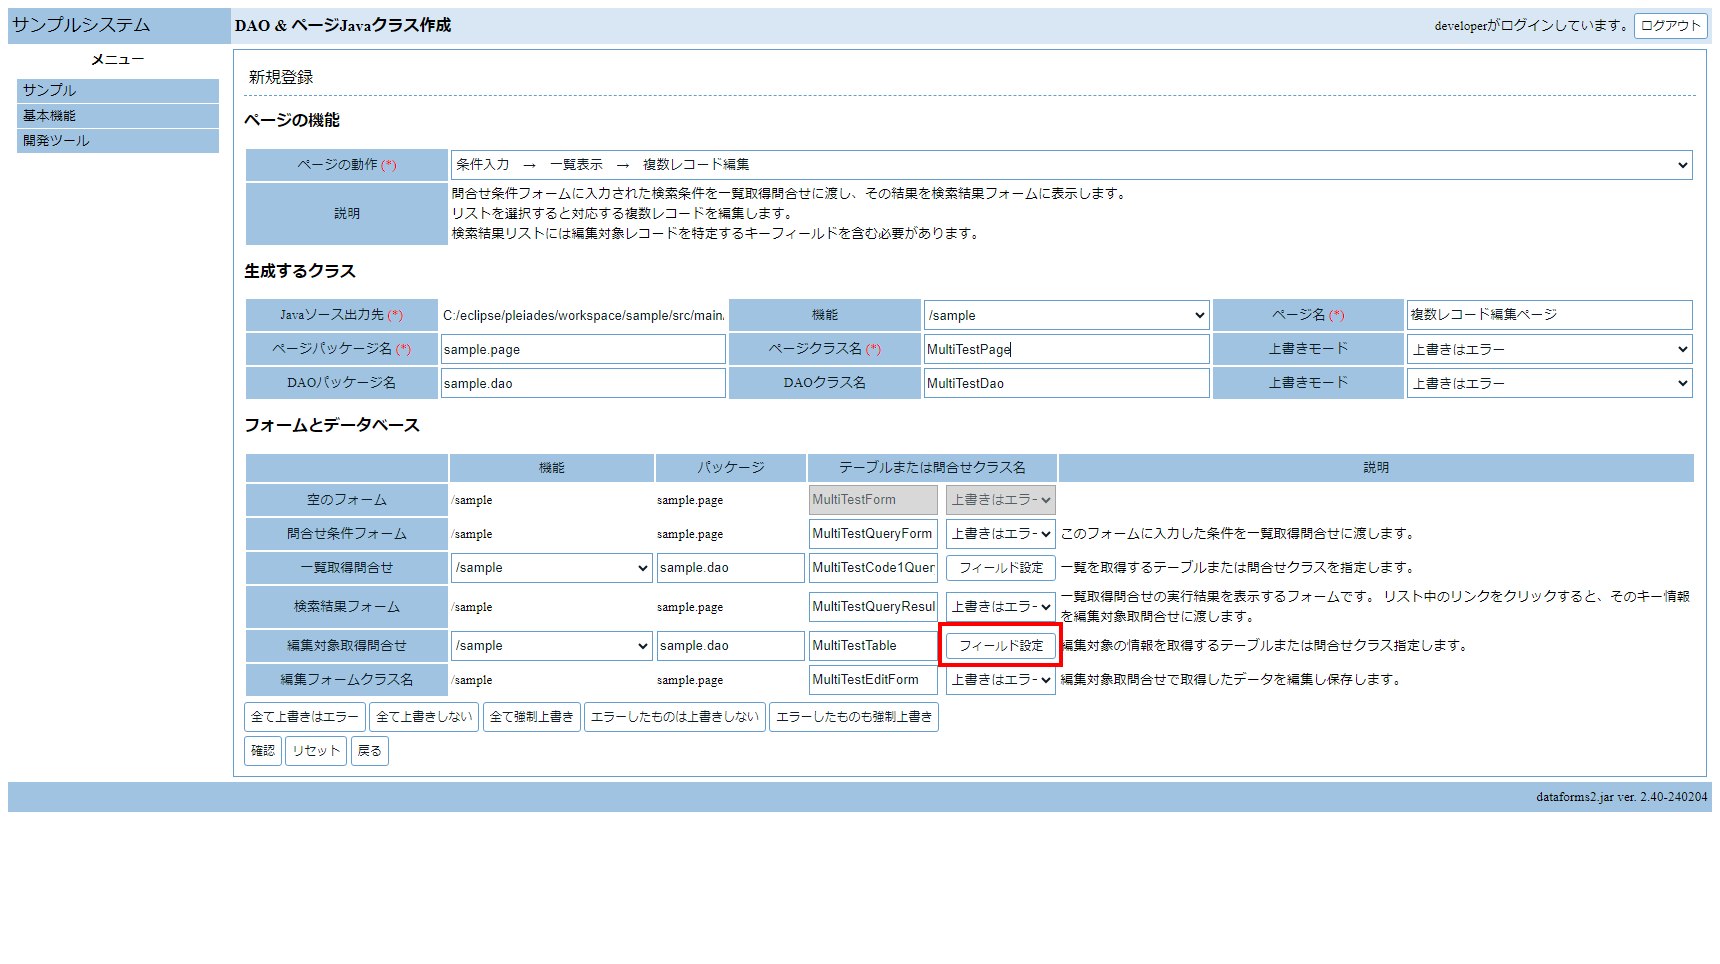 サンプルシステム
DAO & ページJavaクラス作成
developerがログインしています。 ログアウト
メニュー
サンプル
基本機能
開発ツール
新規登録
ページの機能
ページの動作 (*) 条件入力 → 一覧表示 → 複数レコード編集
説明
問合せ条件フォームに入力された検索条件を一覧取得問合せに渡し、その結果を検索結果フォームに表示します。
リストを選択すると対応する複数レコードを編集します。
検索結果リストには編集対象レコードを特定するキーフィールドを含む必要があります。
生成するクラス
Javaソース出力先 (*) C:/eclipse/pleiades/workspace/sample/src/main/ 機能 /sample ページ名 (*) 複数レコード編集ページ
ページパッケージ名 (*) sample.page ページクラス名 (*) MultiTestPage 上書きモード 上書きはエラー
DAOパッケージ名 sample.dao DAOクラス名 MultiTestDao 上書きモード 上書きはエラー
フォームとデータベース
機能 パッケージ テーブルまたは問合せクラス名 説明
空のフォーム /sample sample.page MultiTestForm 上書きはエラー
問合せ条件フォーム /sample sample.page MultiTestQueryForm 上書きはエラー このフォームに入力した条件を一覧取得問合せに渡します。
一覧取得問合せ /sample sample.dao MultiTestCode1Quer フィールド設定 一覧を取得するテーブルまたは問合せクラスを指定します。
検索結果フォーム /sample sample.page MultiTestQueryResul 上書きはエラー 一覧取得問合せの実行結果を表示するフォームです。 リスト中のリンクをクリックすると、そのキー情報
を編集対象取問合せに渡します。
編集対象取得問合せ /sample sample.dao MultiTestTable フィールド設定 編集対象の情報を取得するテーブルまたは問合せクラス指定します。
編集フォームクラス名 /sample sample.page MultiTestEditForm 上書きはエラー 編集対象取問合せで取得したデータを編集し保存します。
全て上書きはエラー 全て上書きしない 全て強制上書き エラーしたものは上書きしない エラーしたものも強制上書き
確認 リセット 戻る
dataforms2.jar ver. 2.40-240204